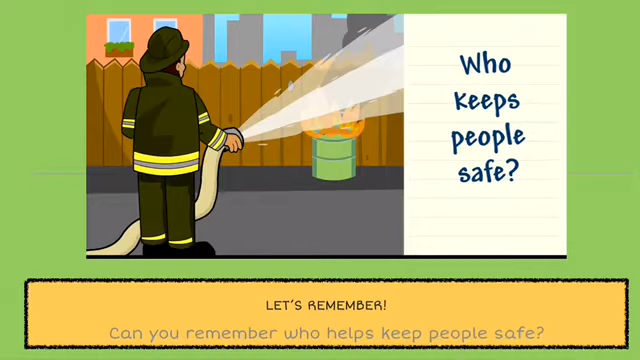 Who
keeps
people
safe?
LET'S REMEMBER!
Can you remember who helps keep people safe?